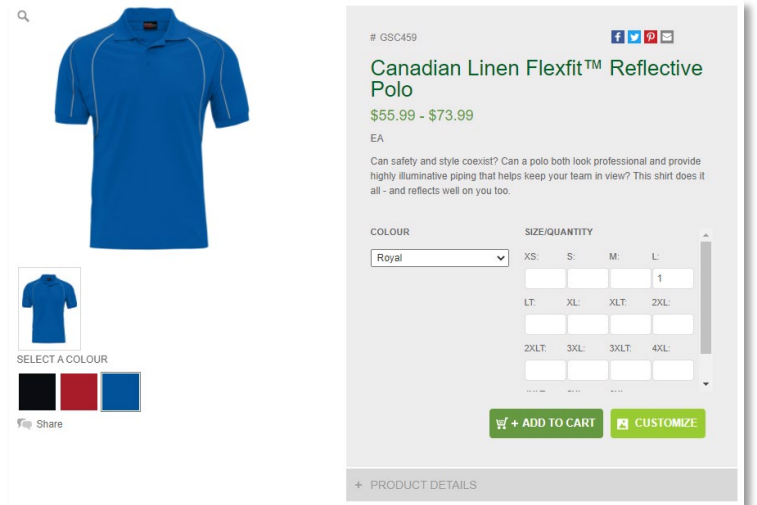 # GSC459
Canadian Linen Flexfit™ Reflective
Polo
$55.99 - $73.99
EA
Can safety and style coexist? Can a polo both look professional and provide
highly illuminative piping that helps keep your team in view? This shirt does it
all - and reflects well on you too.
COLOUR
SIZE/QUANTITY
Royal
XS: S: M: L:
1
LT: XL: XLT: 2XL:
2XLT: 3XL: 3XLT: 4XL:
SELECT A COLOUR
Share
+ ADD TO CART
CUSTOMIZE
+ PRODUCT DETAILS